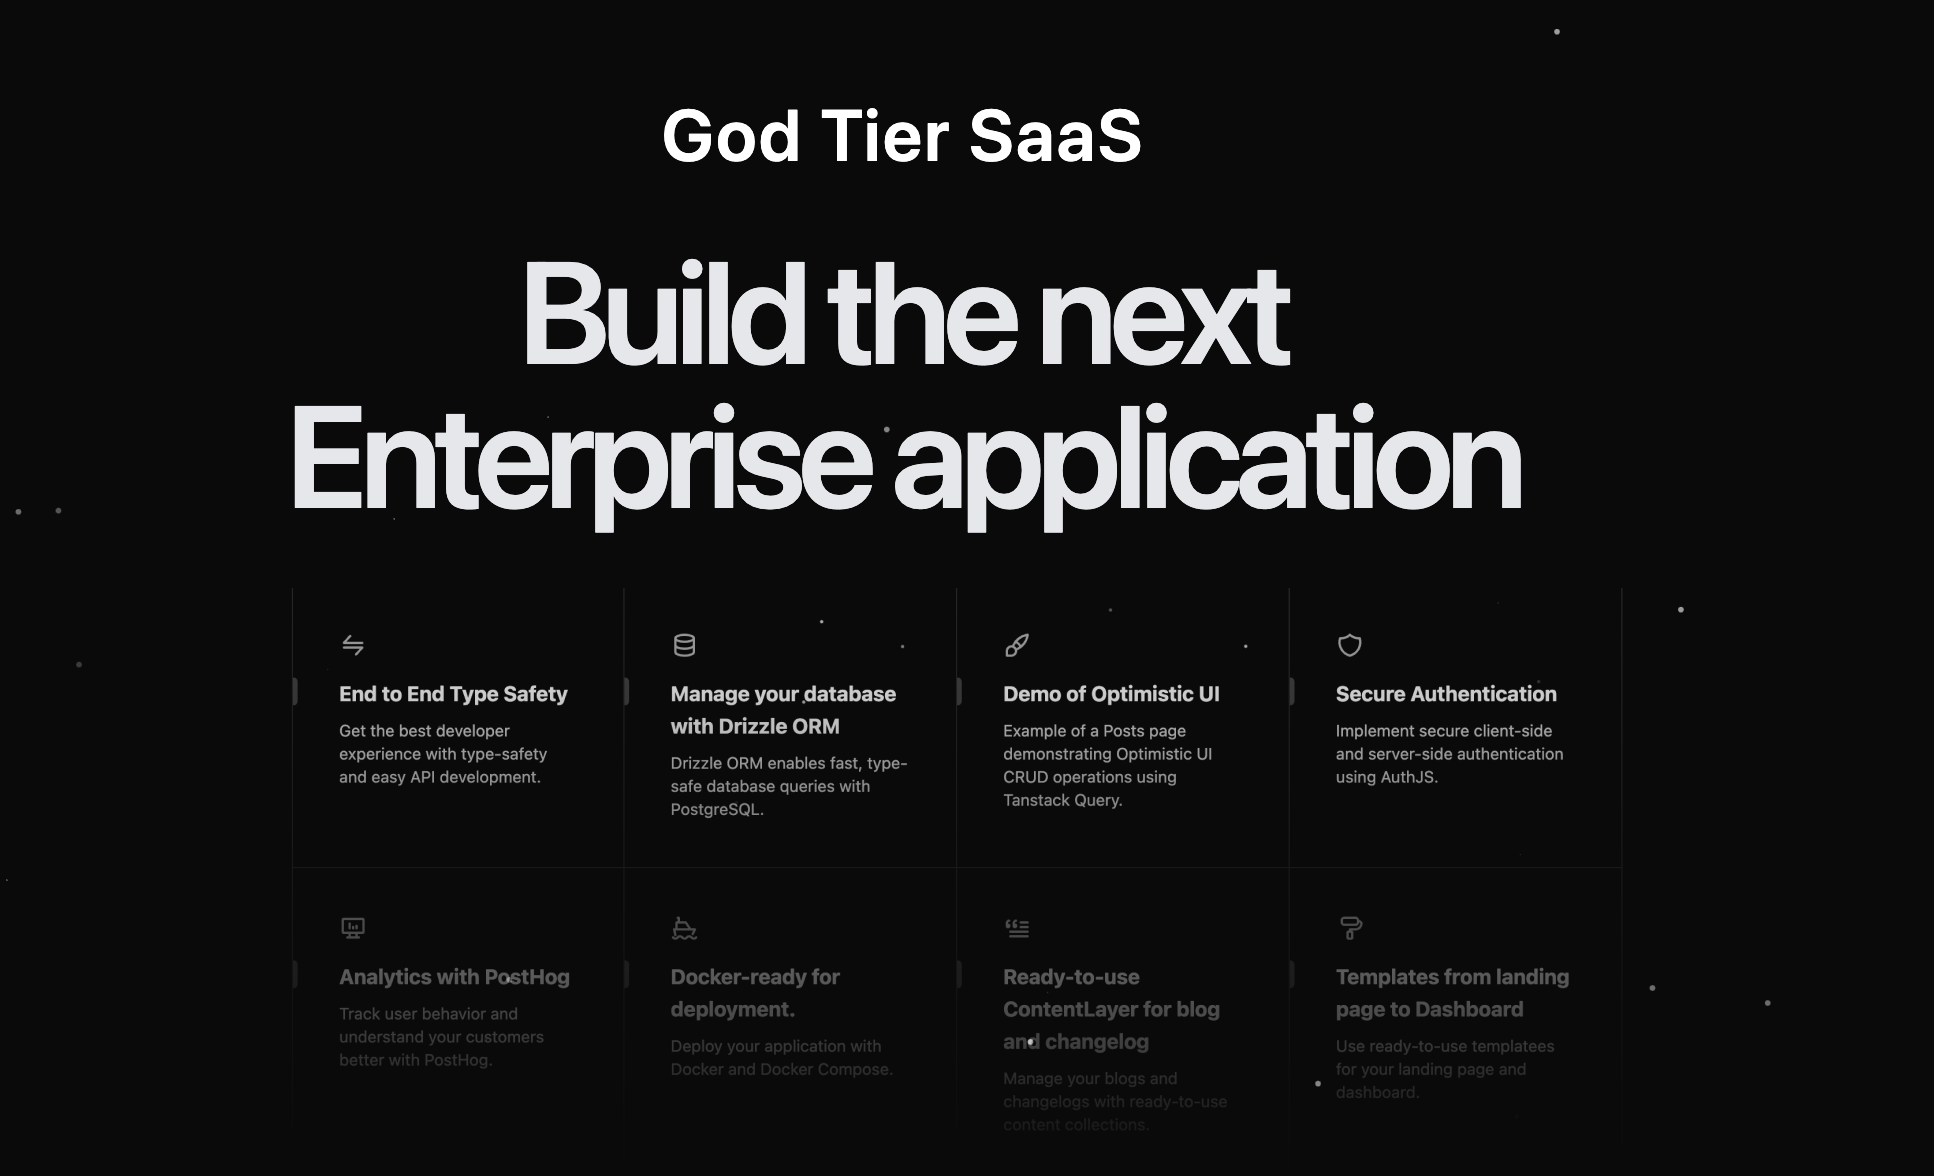 God Tier SaaS
Build the next
Enterprise application
End to End Type Safety
Get the best developer
experience with type-safety
and easy API development.
Manage your database
with Drizzle ORM
Drizzle ORM enables fast, type-
safe database queries with
PostgreSQL.
Demo of Optimistic UI
Example of a Posts page
demonstrating Optimistic UI
CRUD operations using
Tanstack Query.
Secure Authentication
Implement secure client-side
and server-side authentication
using AuthJS.
Analytics with PostHog
Track user behavior and
understand your customers
better with PostHog.
Docker-ready for
deployment.
Deploy your application with
Docker and Docker Compose.
Ready-to-use
ContentLayer for blog
and changelog
Manage your blogs and
changelogs with ready-to-use
content collections.
Templates from landing
page to Dashboard
Use ready-to-use templatees
for your landing page and
dashboard.